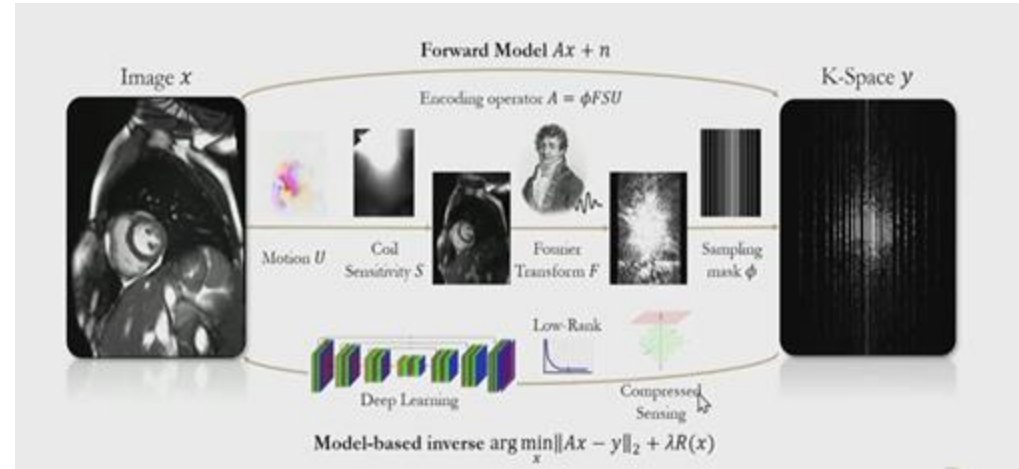 Forward Model Ax + n
Image x
K-Space y
Encoding operator A = ϕFSU
Motion U
Coil
Sensitivity S
Fourier
Transform F
Sampling
mask ϕ
Low-Rank
Deep Learning
Compressed
Sensing
Model-based inverse arg min‖Ax − y‖₂ + λR(x)
x